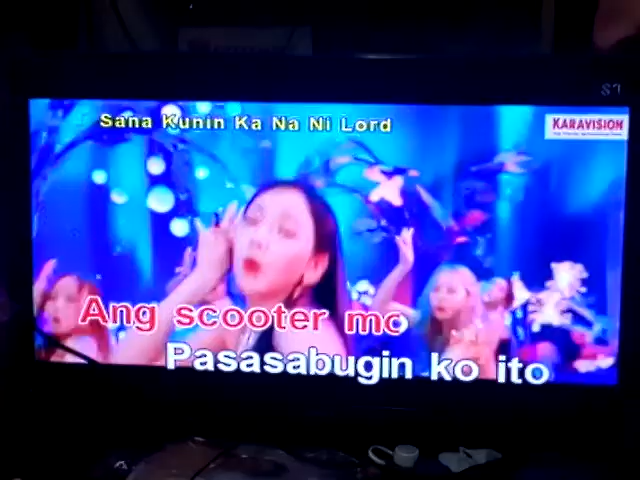 Sana Kunin Ka Na Ni Lord
KARAVISION
Ang scooter mo
Pasasabugin ko ito